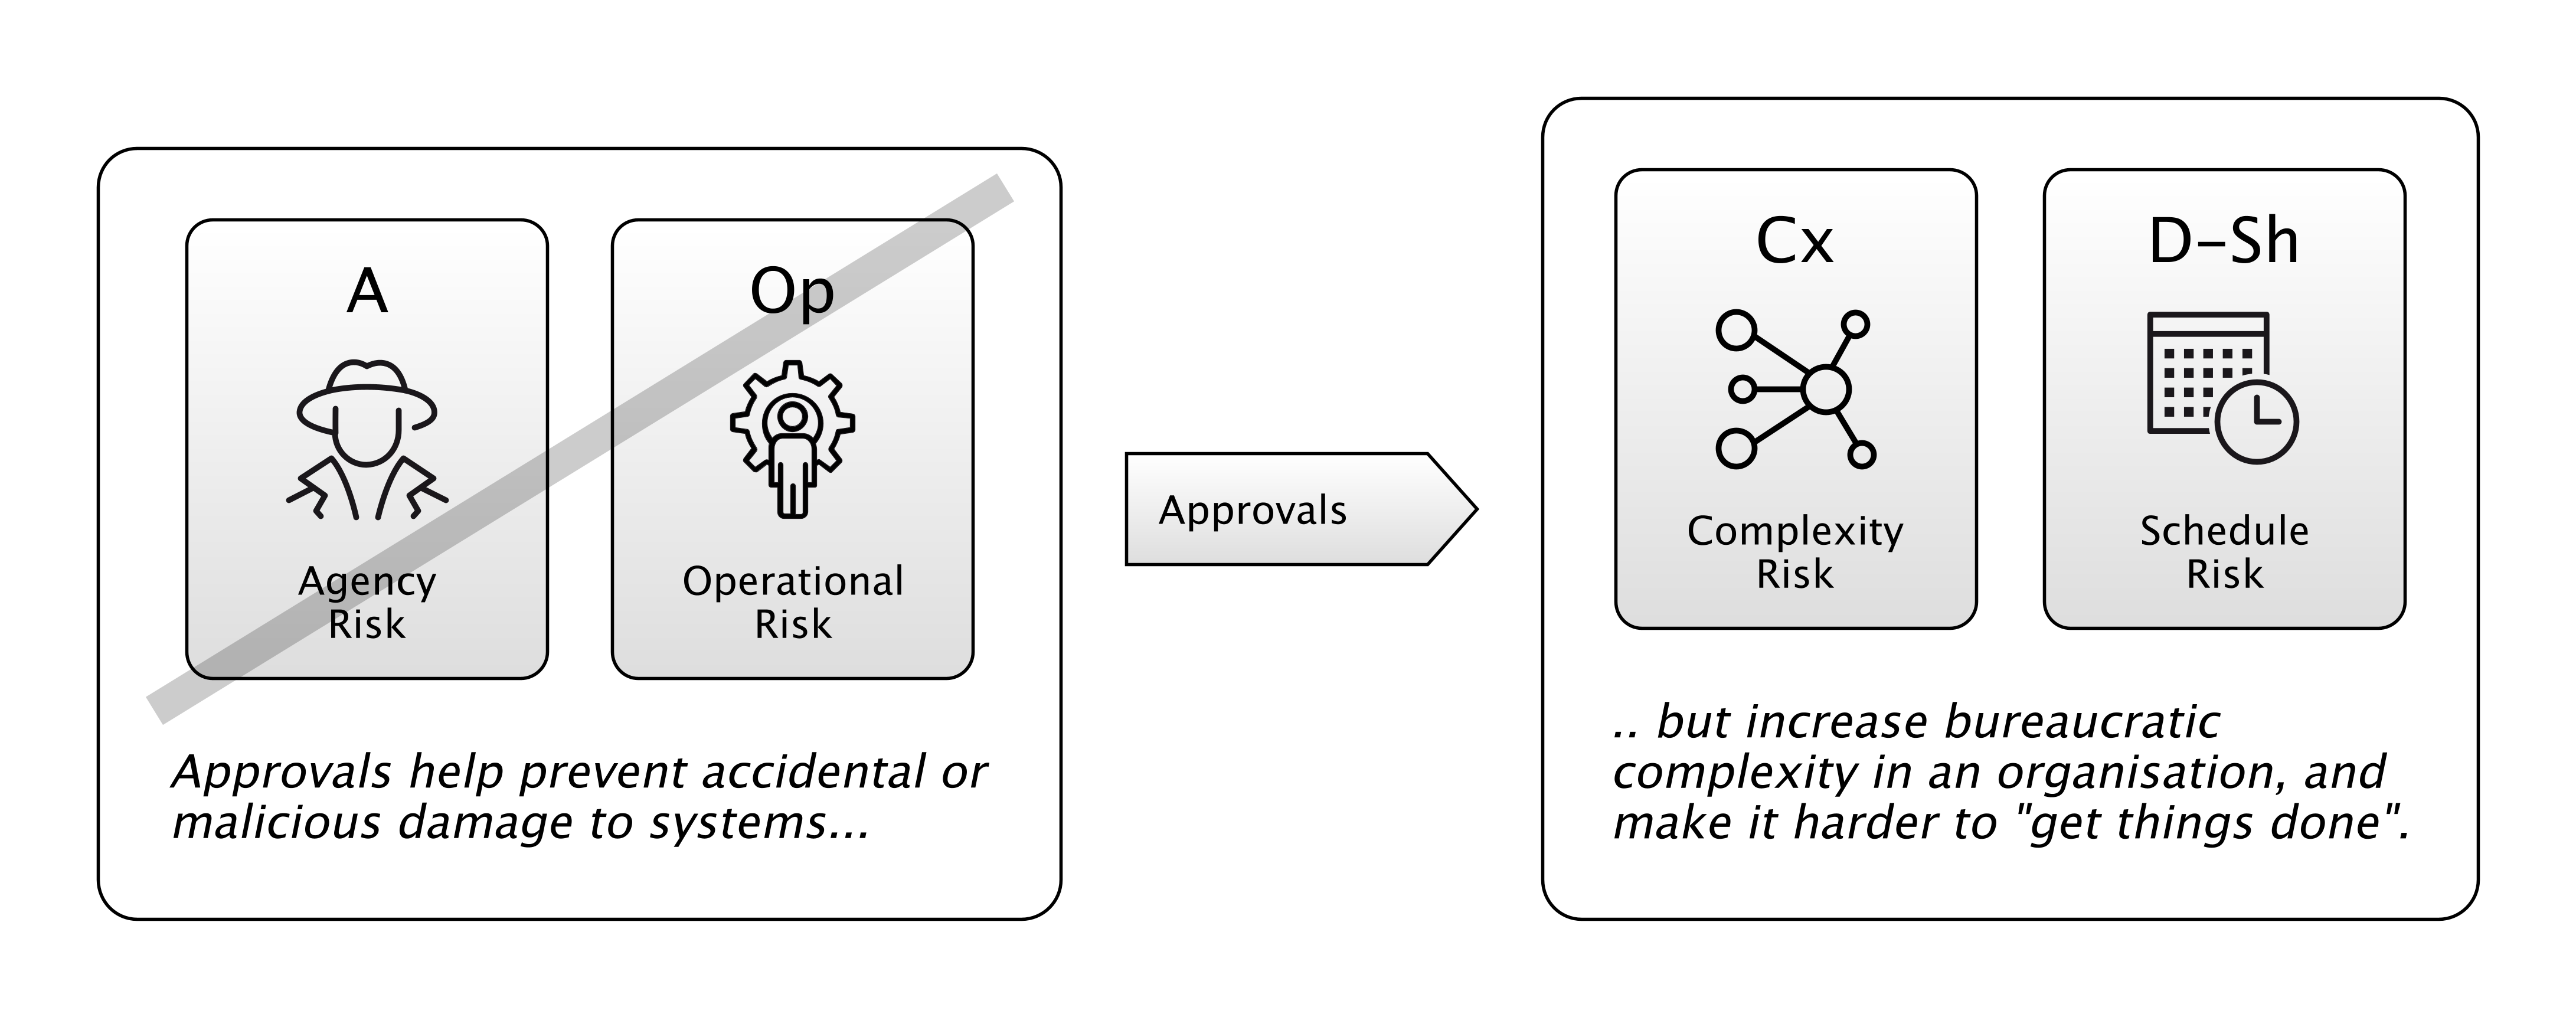 A
Agency
Risk
Op
Operational
Risk
Approvals help prevent accidental or
malicious damage to systems...
Approvals
Cx
Complexity
Risk
D–Sh
Schedule
Risk
.. but increase bureaucratic
complexity in an organisation, and
make it harder to "get things done".